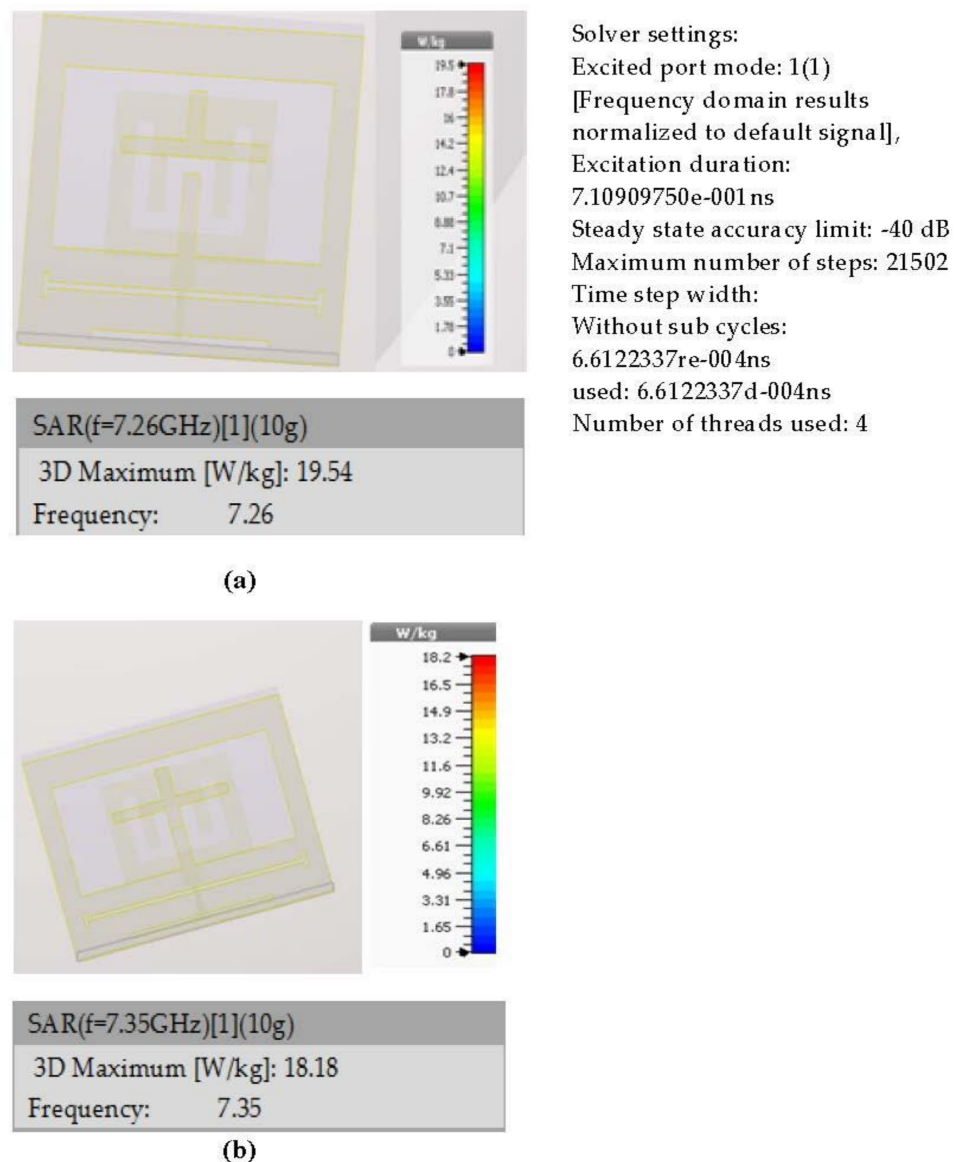 W/kg
19.5
17.8
16
14.2
12.4
10.7
8.88
7.1
5.33
3.55
1.78
0
Solver settings:
Excited port mode: 1(1)
[Frequency domain results
normalized to default signal],
Excitation duration:
7.10909750e-001ns
Steady state accuracy limit: -40 dB
Maximum number of steps: 21502
Time step width:
Without sub cycles:
6.6122337re-004ns
used: 6.6122337d-004ns
Number of threads used: 4
SAR(f=7.26GHz)[1](10g)
3D Maximum [W/kg]: 19.54
Frequency: 7.26
(a)
W/kg
18.2
16.5
14.9
13.2
11.6
9.92
8.26
6.61
4.96
3.31
1.65
0
SAR(f=7.35GHz)[1](10g)
3D Maximum [W/kg]: 18.18
Frequency: 7.35
(b)